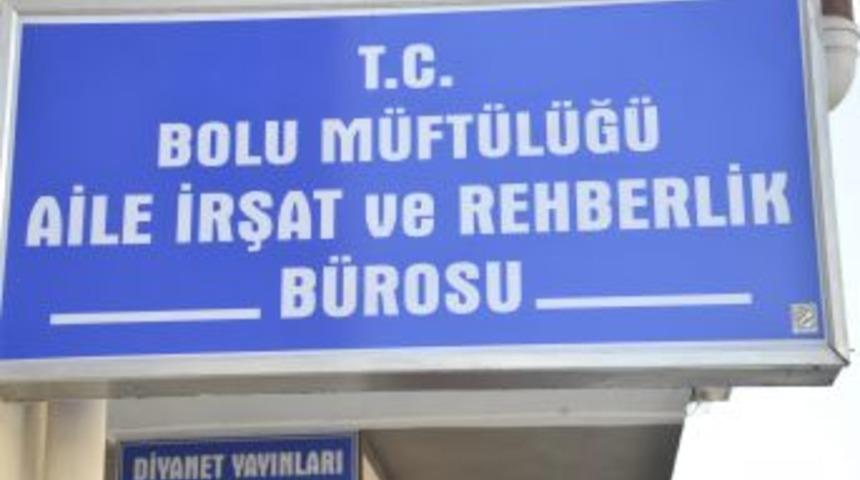 T.C.
BOLU MÜFTÜLÜĞÜ
AİLE İRŞAT ve REHBERLİK
BÜROSU
DİYANET YAYINLARI